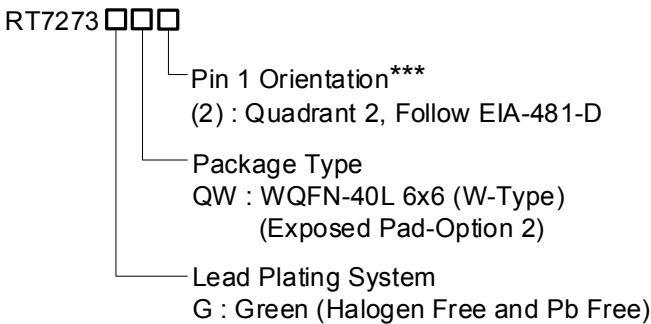 RT7273 □□□
Pin 1 Orientation***
(2) : Quadrant 2, Follow EIA-481-D
Package Type
QW : WQFN-40L 6x6 (W-Type)
(Exposed Pad-Option 2)
Lead Plating System
G : Green (Halogen Free and Pb Free)